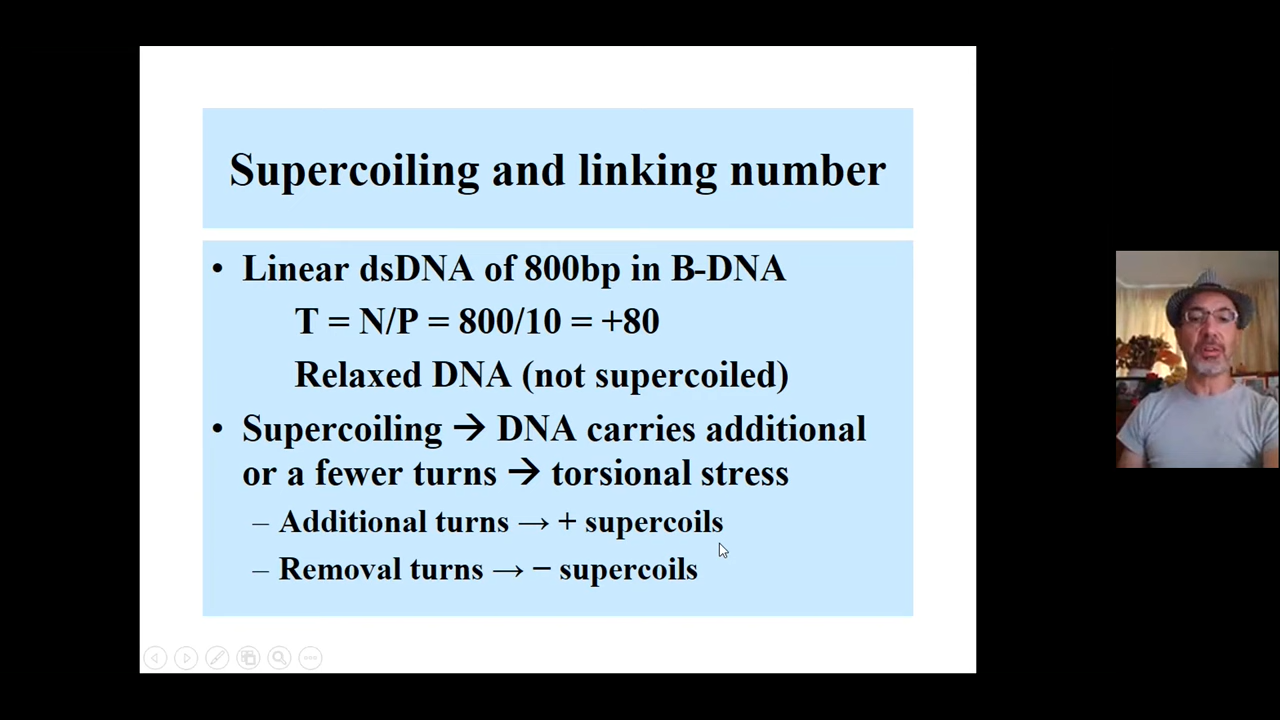 Supercoiling and linking number
• Linear dsDNA of 800bp in B-DNA
T = N/P = 800/10 = +80
Relaxed DNA (not supercoiled)
• Supercoiling → DNA carries additional
or a fewer turns → torsional stress
– Additional turns → + supercoils
– Removal turns → − supercoils